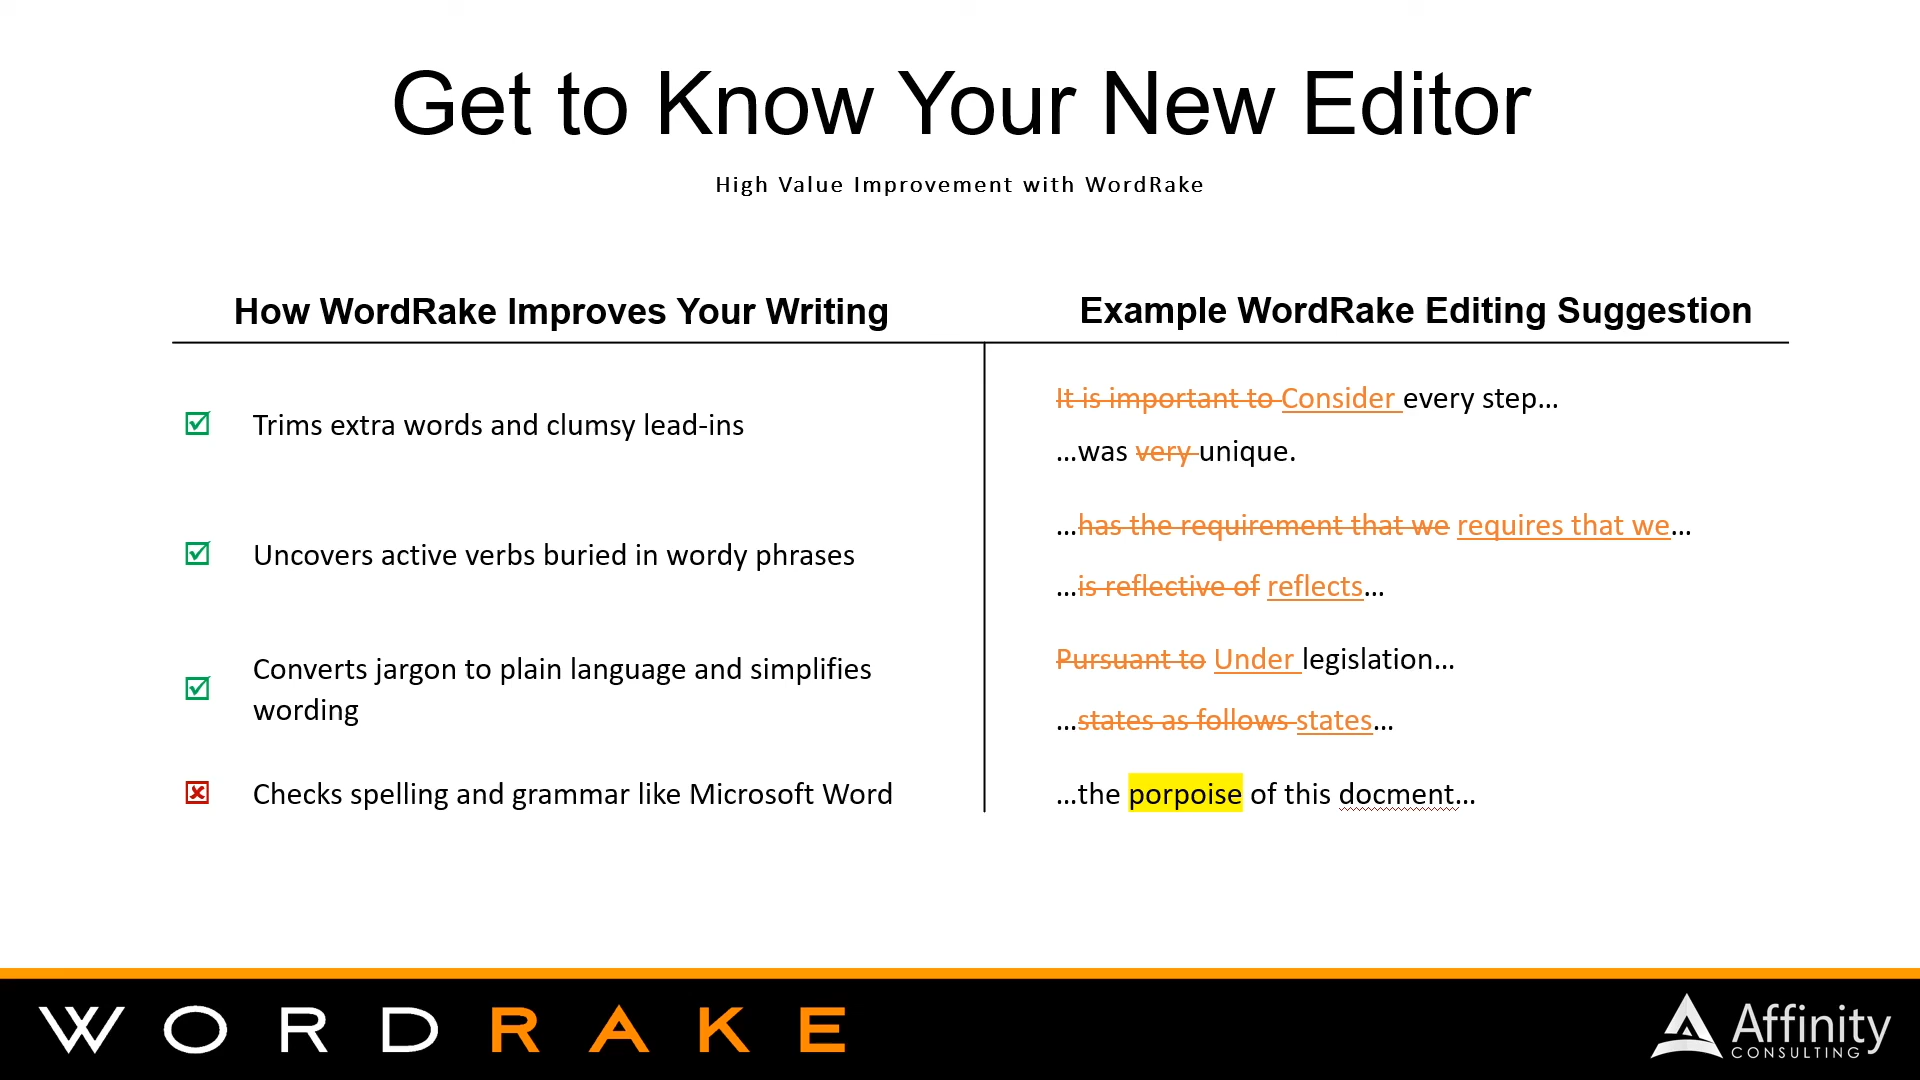 Get to Know Your New Editor
High Value Improvement with WordRake
How WordRake Improves Your Writing
Example WordRake Editing Suggestion
Trims extra words and clumsy lead-ins
It is important to Consider every step...
...was very unique.
Uncovers active verbs buried in wordy phrases
...has the requirement that we requires that we...
...is reflective of reflects...
Converts jargon to plain language and simplifies
wording
Pursuant to Under legislation...
...states as follows states...
Checks spelling and grammar like Microsoft Word
...the porpoise of this docment...
WORDRAKE
Affinity
CONSULTING